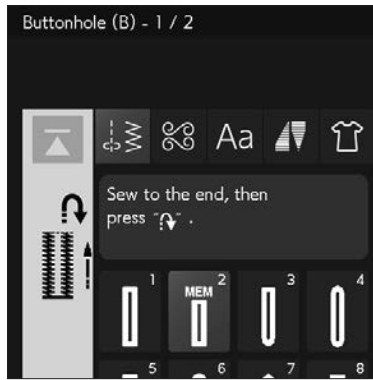 Buttonhole (B) - 1 / 2
Aa
Sew to the end, then
press " ".
1 MEM 2 3 4
5 6 7 8